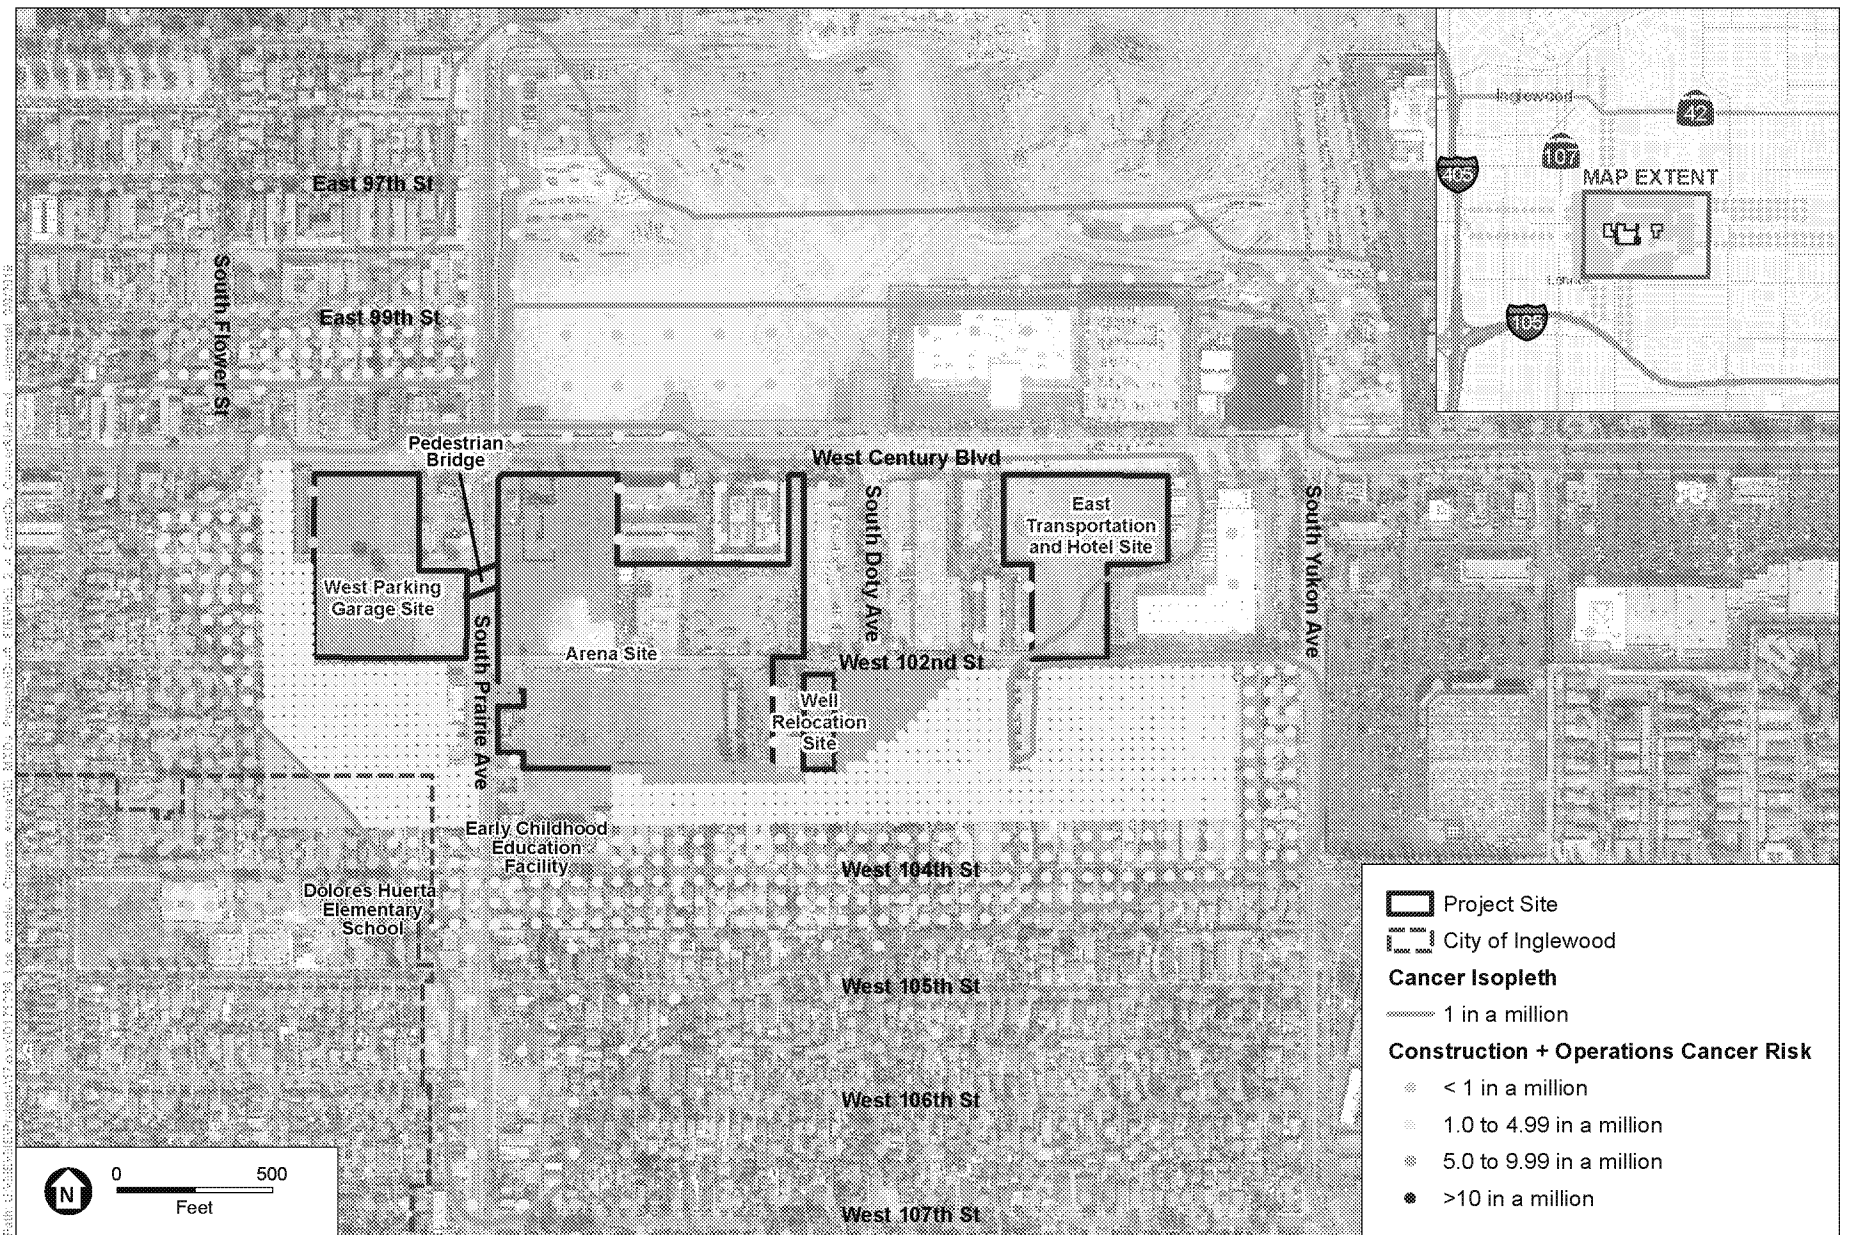 Inglewood
42
107
405
MAP EXTENT
105
East 97th St
South Flower St
East 99th St
Pedestrian
Bridge
West Century Blvd
East
Transportation
and Hotel Site
South Doty Ave
South Yukon Ave
West Parking
Garage Site
South Prairie Ave
Arena Site
West 102nd St
Well
Relocation
Site
Early Childhood
Education
Facility
West 104th St
Dolores Huerta
Elementary
School
West 105th St
West 106th St
West 107th St
Project Site
City of Inglewood
Cancer Isopleth
1 in a million
Construction + Operations Cancer Risk
< 1 in a million
1.0 to 4.99 in a million
5.0 to 9.99 in a million
>10 in a million
N
0 500
Feet